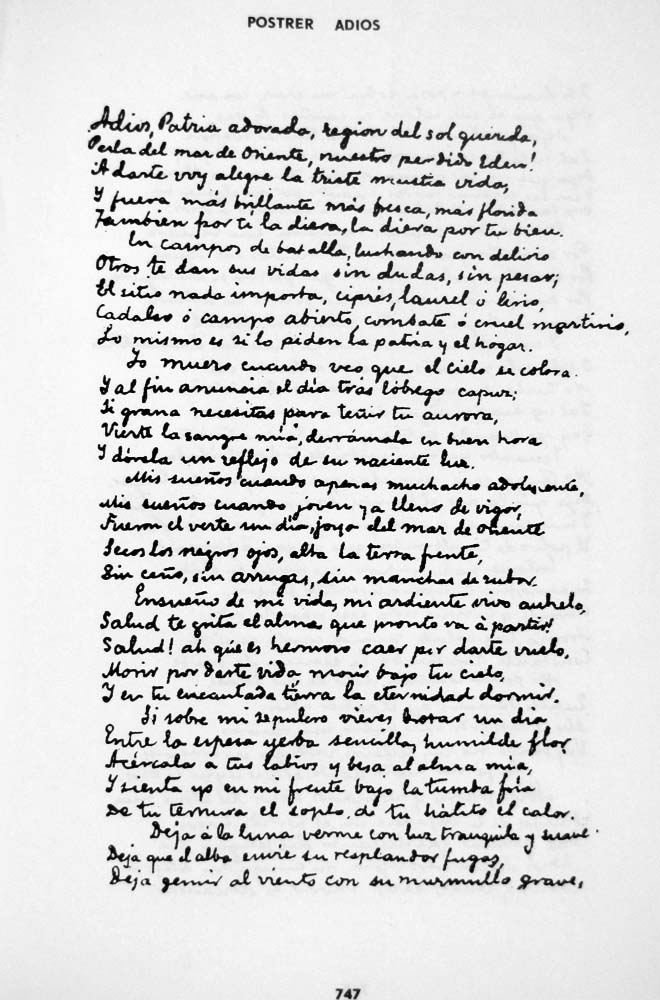 POSTRER ADIOS
Adios, Patria adorada, region del sol querida,
Perla del mar de Oriente, nuestro perdido Eden!
A darte voy alegre la triste mustia vida,
Y fuera más brillante más fresca, más florida
Tambien por tí la diera, la diera por tu bien.
En campos de batalla, luchando con delirio
Otros te dan sus vidas sin dudas, sin pesar;
El sitio nada importa, ciprés, laurel ó lirio,
Cadalso ó campo abierto, combate ó cruel martirio,
Lo mismo es si lo piden la patria y el hogar.
Yo muero cuando veo que el cielo se colora
Y al fin anuncia el día trás lóbrego capuz;
Si grana necesitas para teñir tu aurora,
Vierte la sangre mía, derrámala en buen hora
Y dórela un reflejo de su naciente luz.
Mis sueños cuando apenas muchacho adolescente,
Mis sueños cuando joven ya lleno de vigor,
Fueron el verte un día, joya del mar de oriente
Secos los negros ojos, alta la tersa frente,
Sin ceño, sin arrugas, sin manchas de rubor.
Ensueño de mi vida, mi ardiente vivo anhelo,
Salud te grita el alma que pronto va á partir!
Salud! ah que es hermoso caer por darte vuelo,
Morir por darte vida, morir bajo tu cielo,
Y en tu encantada tierra la eternidad dormir.
Si sobre mi sepulcro vieres brotar un dia
Entre la espesa yerba sencilla, humilde flor,
Acércala a tus labios y besa al alma mia,
Y sienta yo en mi frente bajo la tumba fria
De tu ternura el soplo, de tu hálito el calor.
Deja á la luna verme con luz tranquila y suave
Deja que el alba envíe su resplandor fugaz,
Deja gemir al viento con su murmullo grave,
747